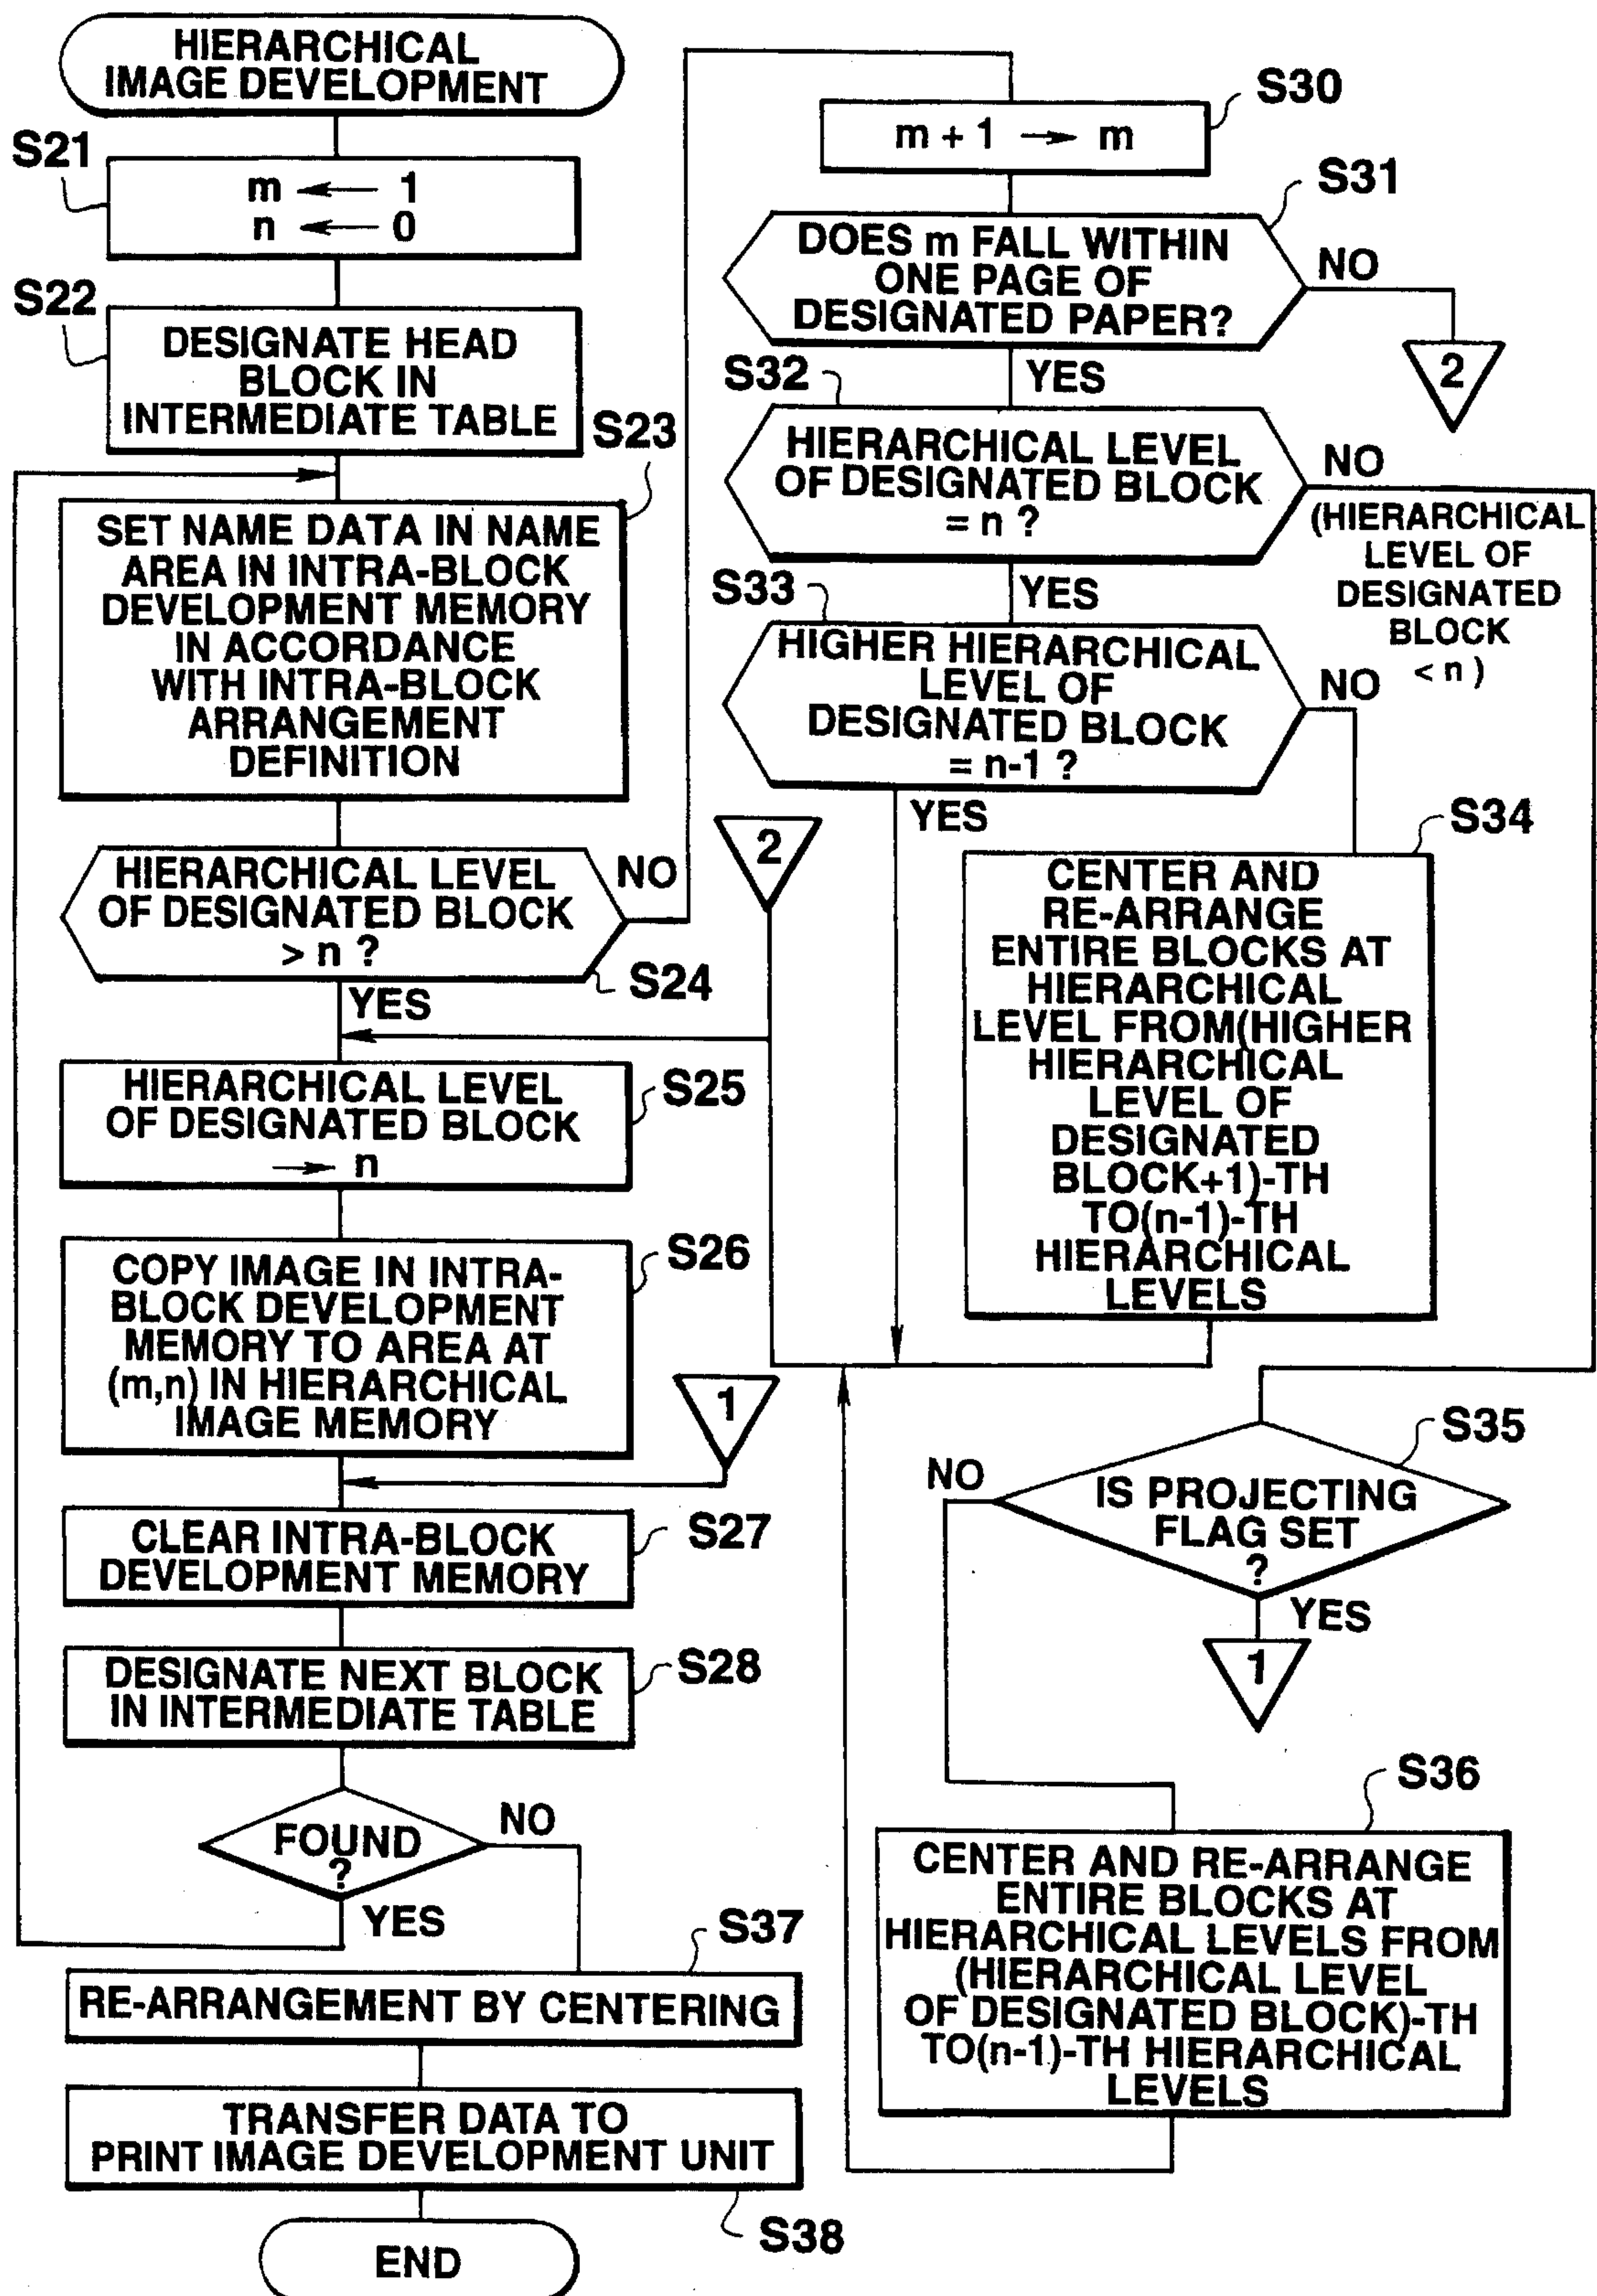 HIERARCHICAL
IMAGE DEVELOPMENT
S21
m ← 1
n ← 0
S22
DESIGNATE HEAD
BLOCK IN
INTERMEDIATE TABLE
S23
SET NAME DATA IN NAME
AREA IN INTRA-BLOCK
DEVELOPMENT MEMORY
IN ACCORDANCE
WITH INTRA-BLOCK
ARRANGEMENT
DEFINITION
HIERARCHICAL LEVEL
OF DESIGNATED BLOCK
> n ?
NO
S24
YES
2
HIERARCHICAL LEVEL
OF DESIGNATED BLOCK
→ n
S25
COPY IMAGE IN INTRA-
BLOCK DEVELOPMENT
MEMORY TO AREA AT
(m,n) IN HIERARCHICAL
IMAGE MEMORY
S26
1
CLEAR INTRA-BLOCK
DEVELOPMENT MEMORY
S27
DESIGNATE NEXT BLOCK
IN INTERMEDIATE TABLE
S28
FOUND
?
NO
YES
S37
RE-ARRANGEMENT BY CENTERING
TRANSFER DATA TO
PRINT IMAGE DEVELOPMENT UNIT
S38
END
S30
m + 1 → m
S31
DOES m FALL WITHIN
ONE PAGE OF
DESIGNATED PAPER?
NO
2
YES
S32
HIERARCHICAL LEVEL
OF DESIGNATED BLOCK
= n ?
NO
(HIERARCHICAL
LEVEL OF
DESIGNATED
BLOCK
< n )
YES
S33
HIGHER HIERARCHICAL
LEVEL OF
DESIGNATED BLOCK
= n-1 ?
NO
YES
S34
CENTER AND
RE-ARRANGE
ENTIRE BLOCKS AT
HIERARCHICAL
LEVEL FROM(HIGHER
HIERARCHICAL
LEVEL OF
DESIGNATED
BLOCK+1)-TH
TO(n-1)-TH
HIERARCHICAL
LEVELS
S35
NO
IS PROJECTING
FLAG SET
?
YES
1
S36
CENTER AND RE-ARRANGE
ENTIRE BLOCKS AT
HIERARCHICAL LEVELS FROM
(HIERARCHICAL LEVEL
OF DESIGNATED BLOCK)-TH
TO(n-1)-TH HIERARCHICAL
LEVELS